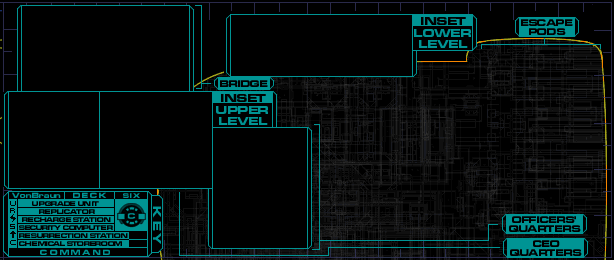 INSET
LOWER
LEVEL
ESCAPE
PODS
BRIDGE
INSET
UPPER
LEVEL
VonBraun DECK SIX
U UPGRADE UNIT
R REPLICATOR
RECHARGE STATION
S SECURITY COMPUTER
RESURRECTION STATION
C CHEMICAL STOREROOM
COMMAND
C
KEY
OFFICERS'
QUARTERS
CEO
QUARTERS